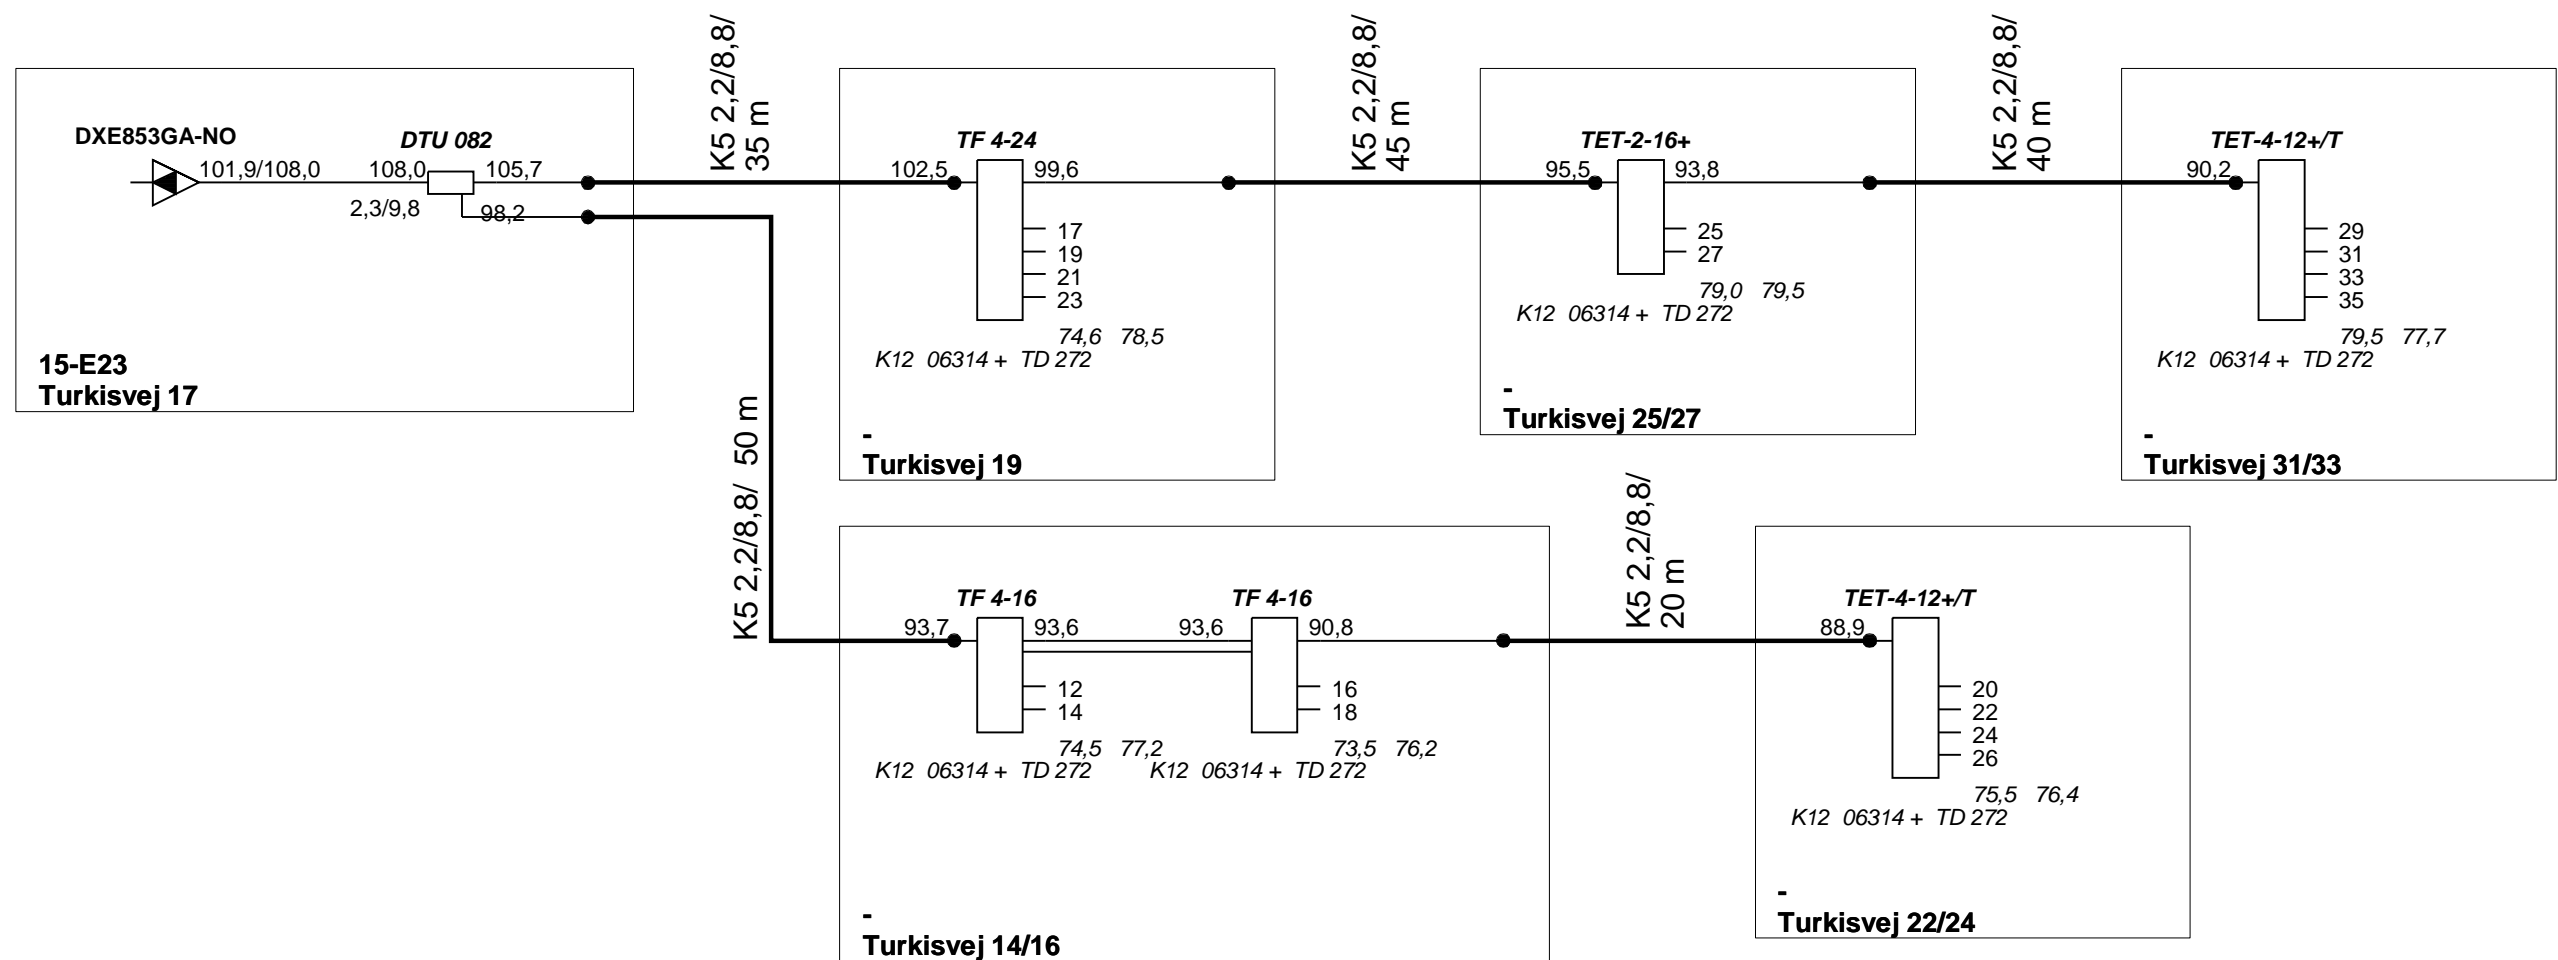 K5 2,2/8,8/
35 m
K5 2,2/8,8/
45 m
K5 2,2/8,8/
40 m
DXE853GA-NO
101,9/108,0
DTU 082
108,0
105,7
2,3/9,8
98,2
15-E23
Turkisvej 17
TF 4-24
102,5
99,6
17
19
21
23
74,6 78,5
K12 06314 + TD 272
-
Turkisvej 19
TET-2-16+
95,5
93,8
25
27
79,0 79,5
K12 06314 + TD 272
-
Turkisvej 25/27
TET-4-12+/T
90,2
29
31
33
35
79,5 77,7
K12 06314 + TD 272
-
Turkisvej 31/33
K5 2,2/8,8/ 50 m
TF 4-16
93,7
93,6
12
14
74,5 77,2
K12 06314 + TD 272
TF 4-16
93,6
90,8
16
18
73,5 76,2
K12 06314 + TD 272
-
Turkisvej 14/16
K5 2,2/8,8/
20 m
TET-4-12+/T
88,9
20
22
24
26
75,5 76,4
K12 06314 + TD 272
-
Turkisvej 22/24